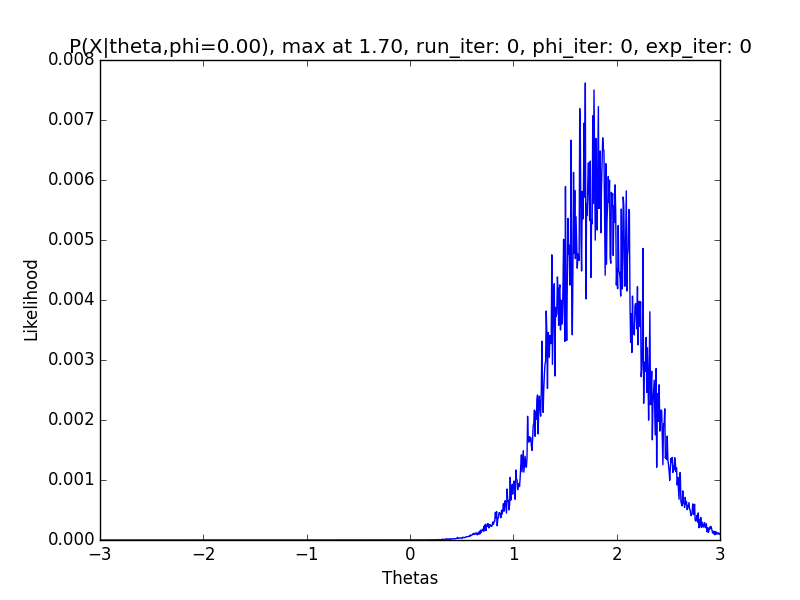 P(X|theta,phi=0.00), max at 1.70, run_iter: 0, phi_iter: 0, exp_iter: 0
0.008
0.007
0.006
0.005
0.004
0.003
0.002
0.001
0.000
Likelihood
−3 −2 −1 0 1 2 3
Thetas